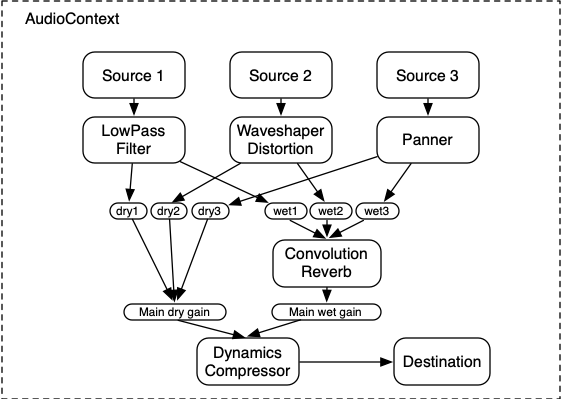 AudioContext
Source 1
Source 2
Source 3
LowPass
Filter
Waveshaper
Distortion
Panner
dry1
dry2
dry3
wet1
wet2
wet3
Convolution
Reverb
Main dry gain
Main wet gain
Dynamics
Compressor
Destination